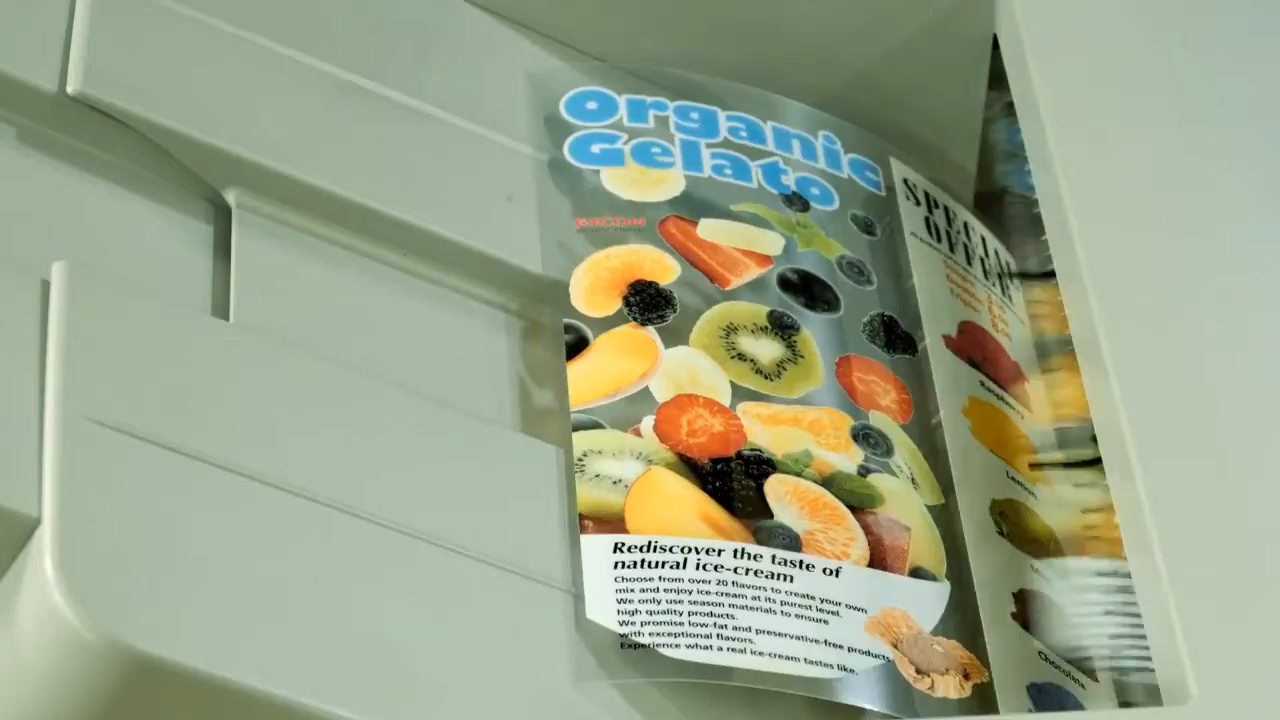 Organic
Gelato
RICOH
SPECIAL
OFFER
Raspberry
Lemon
Chocolate
Rediscover the taste of
natural ice-cream
Choose from over 20 flavors to create your own
mix and enjoy ice-cream at its purest level.
We only use season materials to ensure
high quality products.
We promise low-fat and preservative-free products
with exceptional flavors.
Experience what a real ice-cream tastes like.